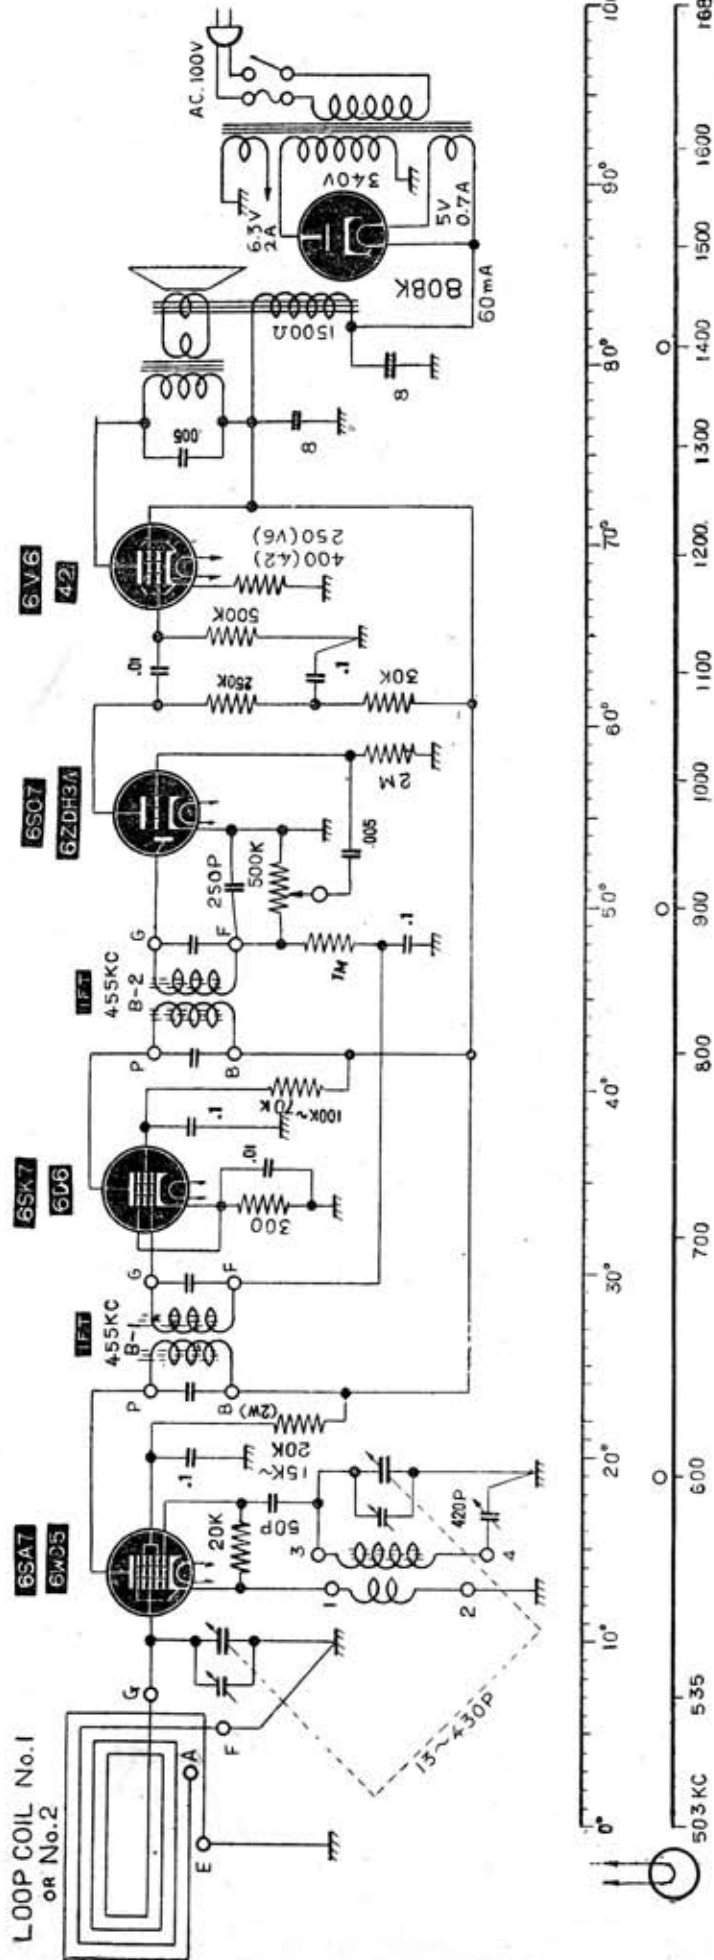 LOOP COIL No.1
OR No.2
6SA7
6WC5
IFT
455KC
B-1
6SK7
6D6
IFT
455KC
B-2
6SQ7
6ZDH3A
6.V.6
42
AC.100V
G
A
E
F
13~430P
20K
50P
1
2
3
4
420P
.1
15K~
20K
(2W)
P
B
G
F
300
.01
.1
100K~
70K
P
B
G
F
250P
500K
1M
.1
.005
2M
250K
.1
30K
.01
500K
400(42)
250(V6)
.005
8
1500Ω
8
6.3V
2A
340V
5V
0.7A
80BK
60mA
0° 10° 20° 30° 40° 50° 60° 70° 80° 90°
503KC 535 600 700 800 900 1000 1100 1200. 1300 1400 1500 1600